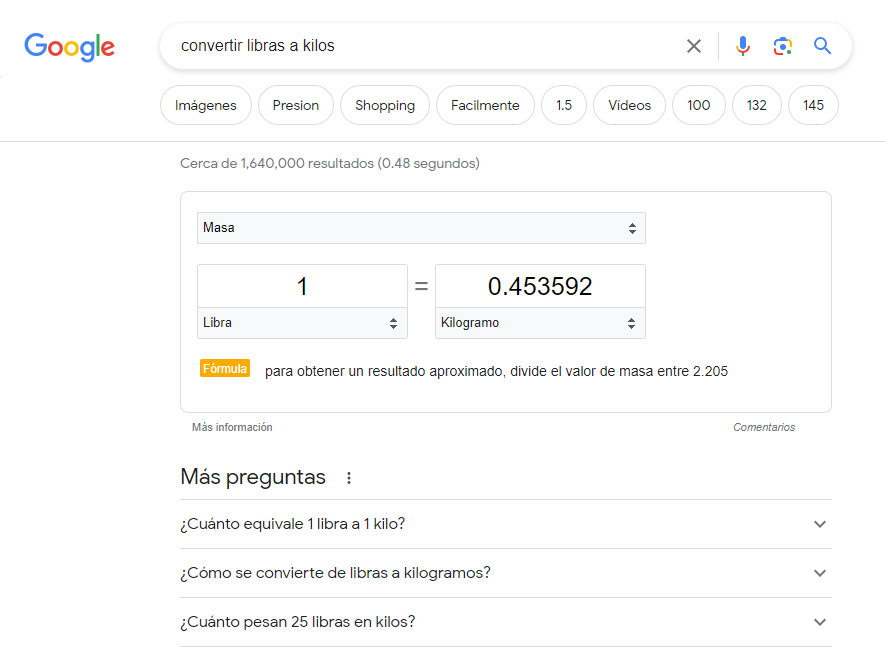 Google
convertir libras a kilos
Imágenes Presion Shopping Facilmente 1.5 Vídeos 100 132 145
Cerca de 1,640,000 resultados (0.48 segundos)
Masa
1 = 0.453592
Libra Kilogramo
Fórmula para obtener un resultado aproximado, divide el valor de masa entre 2.205
Más información Comentarios
Más preguntas
¿Cuánto equivale 1 libra a 1 kilo?
¿Cómo se convierte de libras a kilogramos?
¿Cuánto pesan 25 libras en kilos?